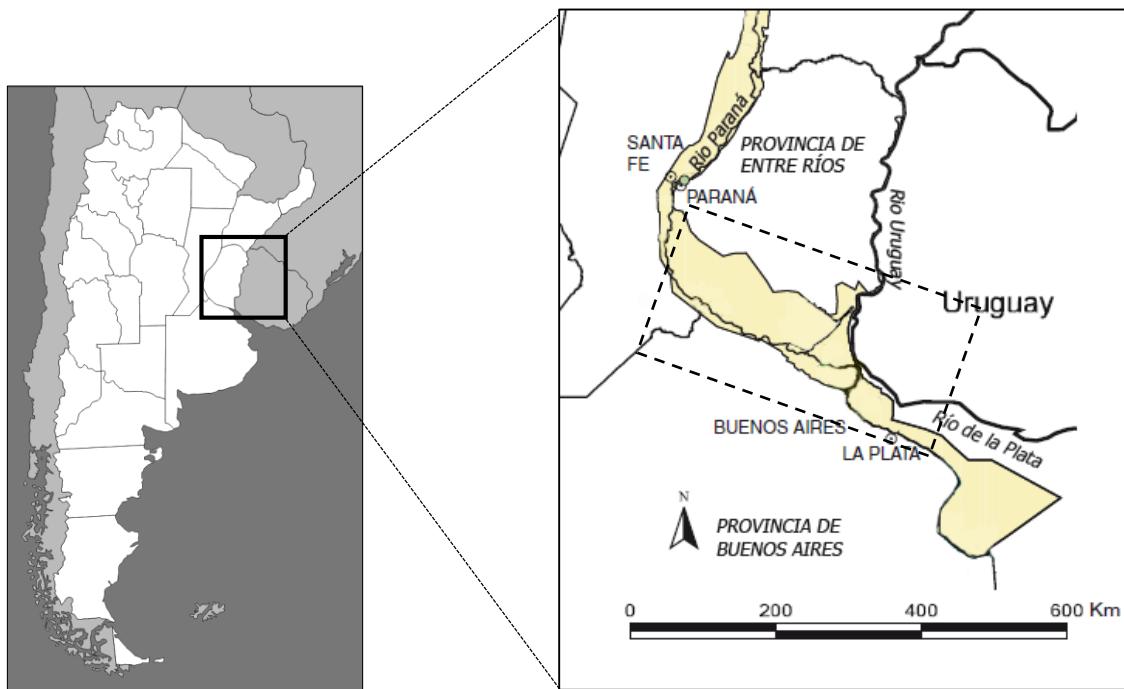 SANTA
FE
Río Paraná
PROVINCIA DE
ENTRE RÍOS
PARANÁ
Río Uruguay
Uruguay
BUENOS AIRES
LA PLATA
Río de la Plata
N
PROVINCIA DE
BUENOS AIRES
0 200 400 600 Km